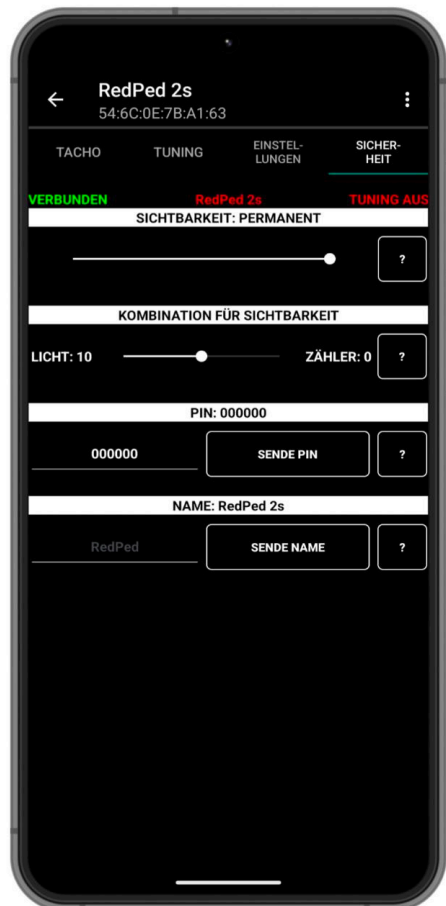 RedPed 2s
54:6C:0E:7B:A1:63
TACHO TUNING EINSTEL-
LUNGEN SICHER-
HEIT
VERBUNDEN RedPed 2s TUNING AUS
SICHTBARKEIT: PERMANENT
?
KOMBINATION FÜR SICHTBARKEIT
LICHT: 10 ZÄHLER: 0 ?
PIN: 000000
000000 SENDE PIN ?
NAME: RedPed 2s
RedPed SENDE NAME ?